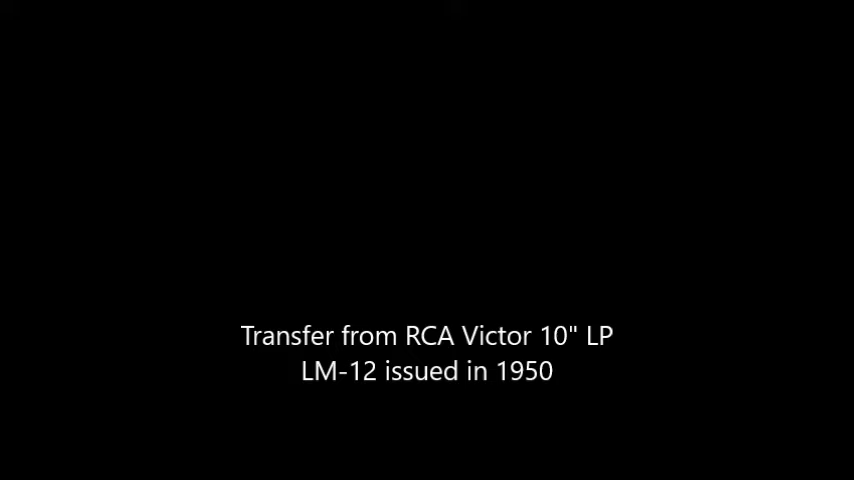 Transfer from RCA Victor 10" LP
LM-12 issued in 1950